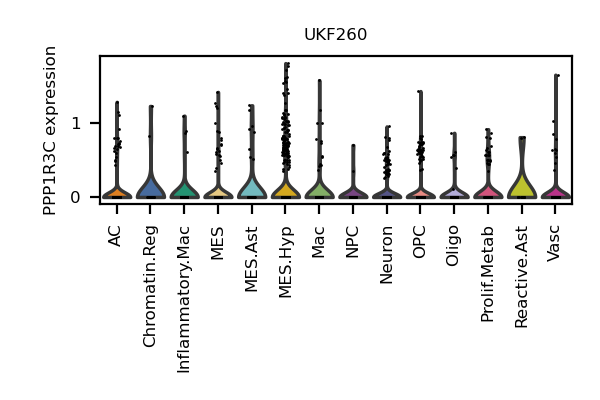 UKF260
PPP1R3C expression
1
0
AC
Chromatin.Reg
Inflammatory.Mac
MES
MES.Ast
MES.Hyp
Mac
NPC
Neuron
OPC
Oligo
Prolif.Metab
Reactive.Ast
Vasc